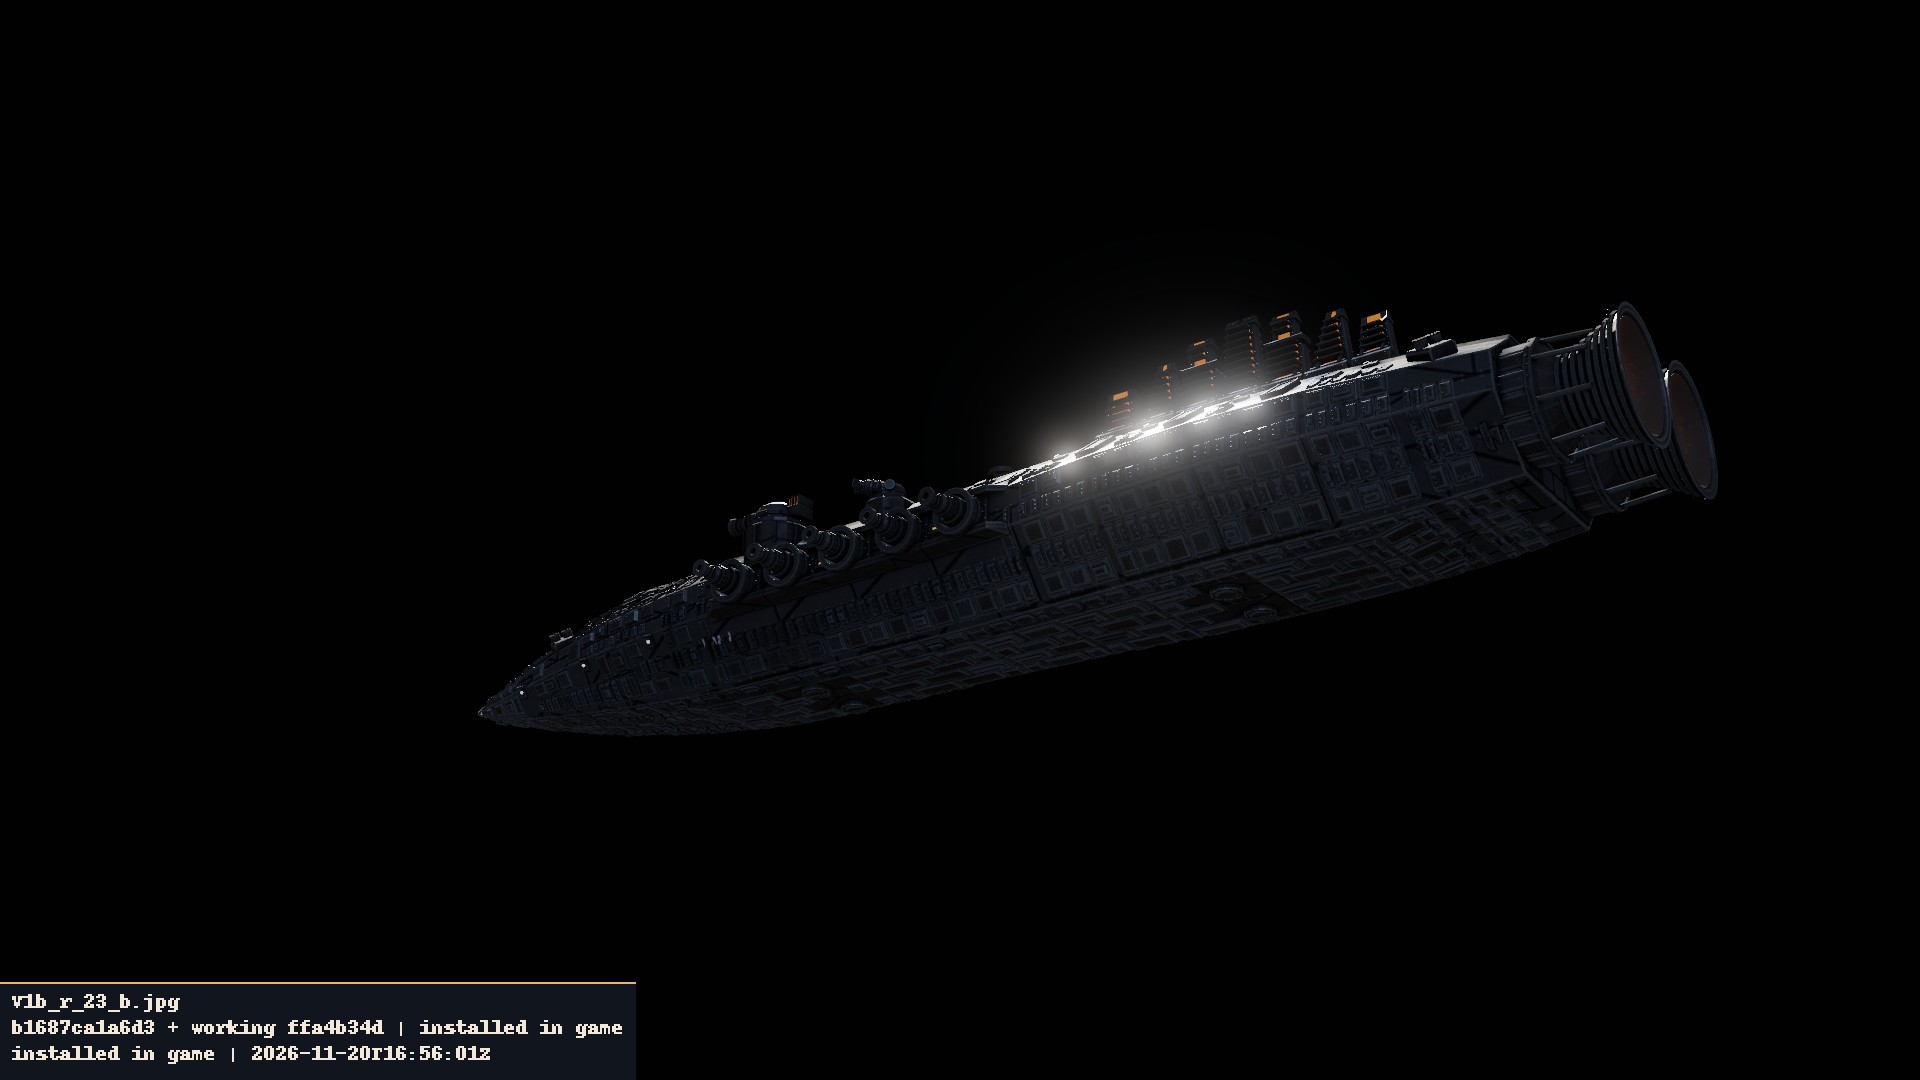 v1b_r_23_b.jpg
b1687ca1a6d3 + working ffa4b34d | installed in game
installed in game | 2026-11-20T16:56:01Z